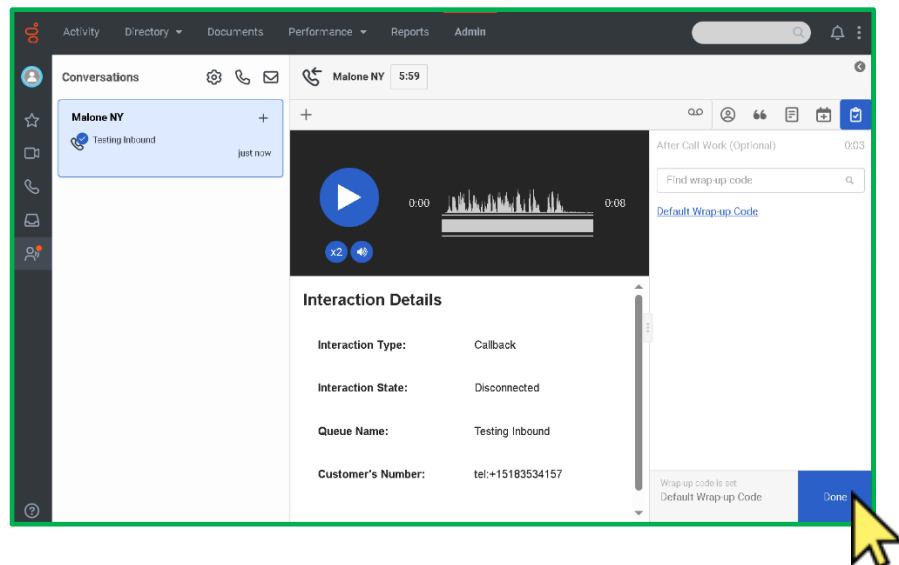 Activity Directory Documents Performance Reports Admin
Conversations
Malone NY 5:59
Malone NY
Testing Inbound
just now
After Call Work (Optional) 0:03
Find wrap-up code
Default Wrap-up Code
0:00 0:08
x2
Interaction Details
Interaction Type: Callback
Interaction State: Disconnected
Queue Name: Testing Inbound
Customer's Number: tel:+15183534157
Wrap-up code is set
Default Wrap-up Code
Done